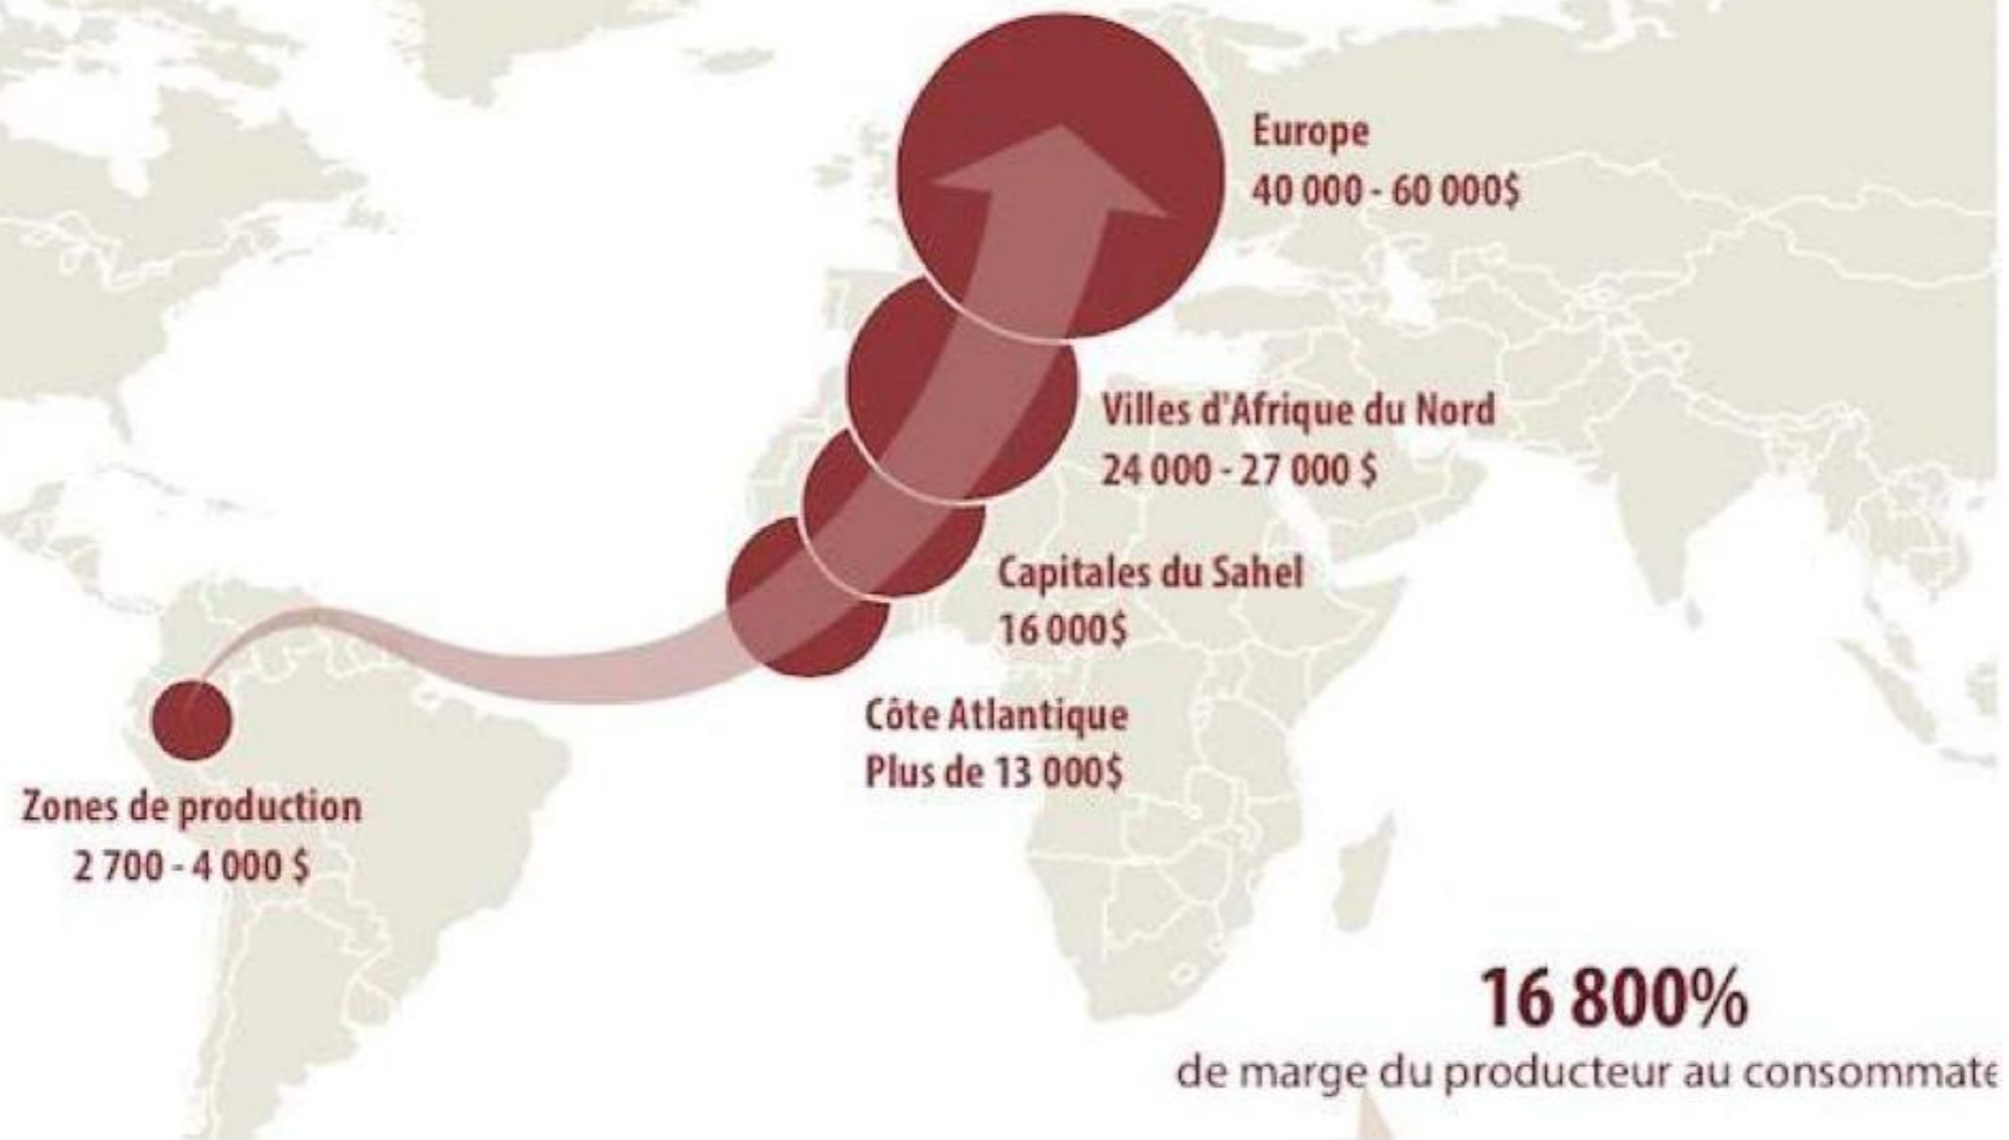 Europe
40 000 - 60 000$
Villes d'Afrique du Nord
24 000 - 27 000 $
Capitales du Sahel
16 000$
Côte Atlantique
Plus de 13 000$
Zones de production
2 700 - 4 000 $
16 800%
de marge du producteur au consommate